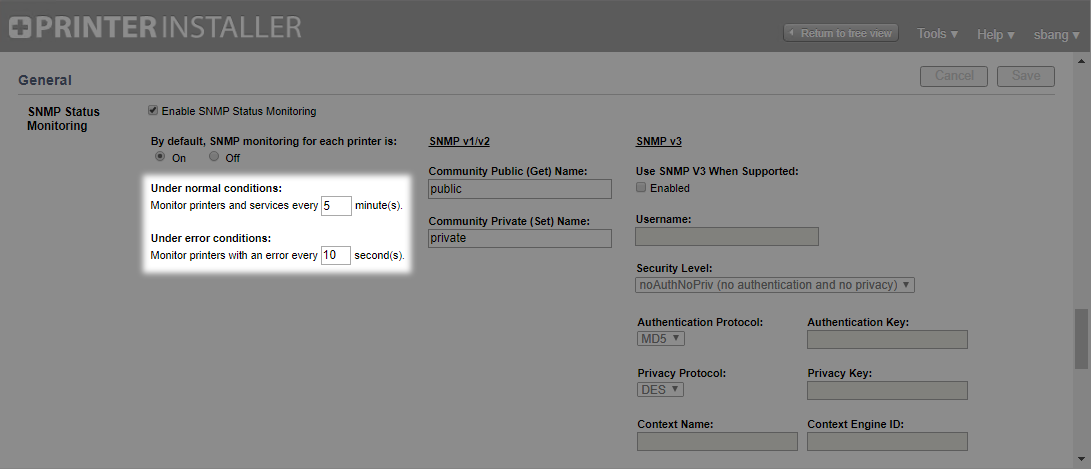 PRINTER INSTALLER
Return to tree view
Tools ▾
Help ▾
sbang ▾
General
Cancel
Save
SNMP Status
Monitoring
Enable SNMP Status Monitoring
By default, SNMP monitoring for each printer is:
On
Off
Under normal conditions:
Monitor printers and services every 5 minute(s).
Under error conditions:
Monitor printers with an error every 10 second(s).
SNMP v1/v2
Community Public (Get) Name:
public
Community Private (Set) Name:
private
SNMP v3
Use SNMP V3 When Supported:
Enabled
Username:
Security Level:
noAuthNoPriv (no authentication and no privacy) ▾
Authentication Protocol:
MD5 ▾
Authentication Key:
Privacy Protocol:
DES ▾
Privacy Key:
Context Name:
Context Engine ID: